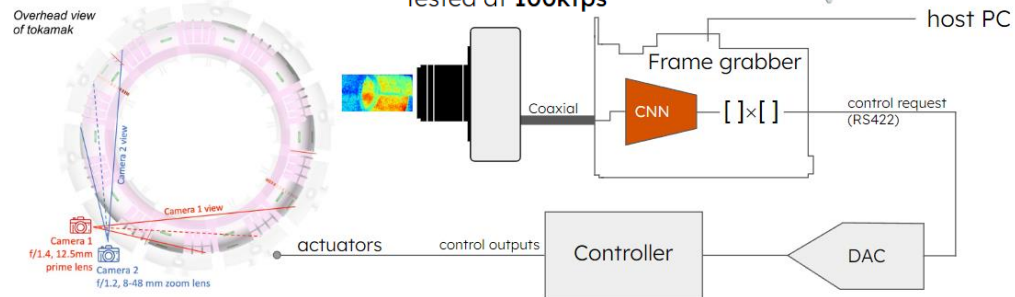 Tested at 100kfps
Overhead view
of tokamak
host PC
Frame grabber
Coaxial
CNN
[ ]×[ ]
control request
(RS422)
Camera 2 view
Camera 1 view
Camera 1
f/1.4, 12.5mm
prime lens
Camera 2
f/1.2, 8-48 mm zoom lens
actuators
control outputs
Controller
DAC